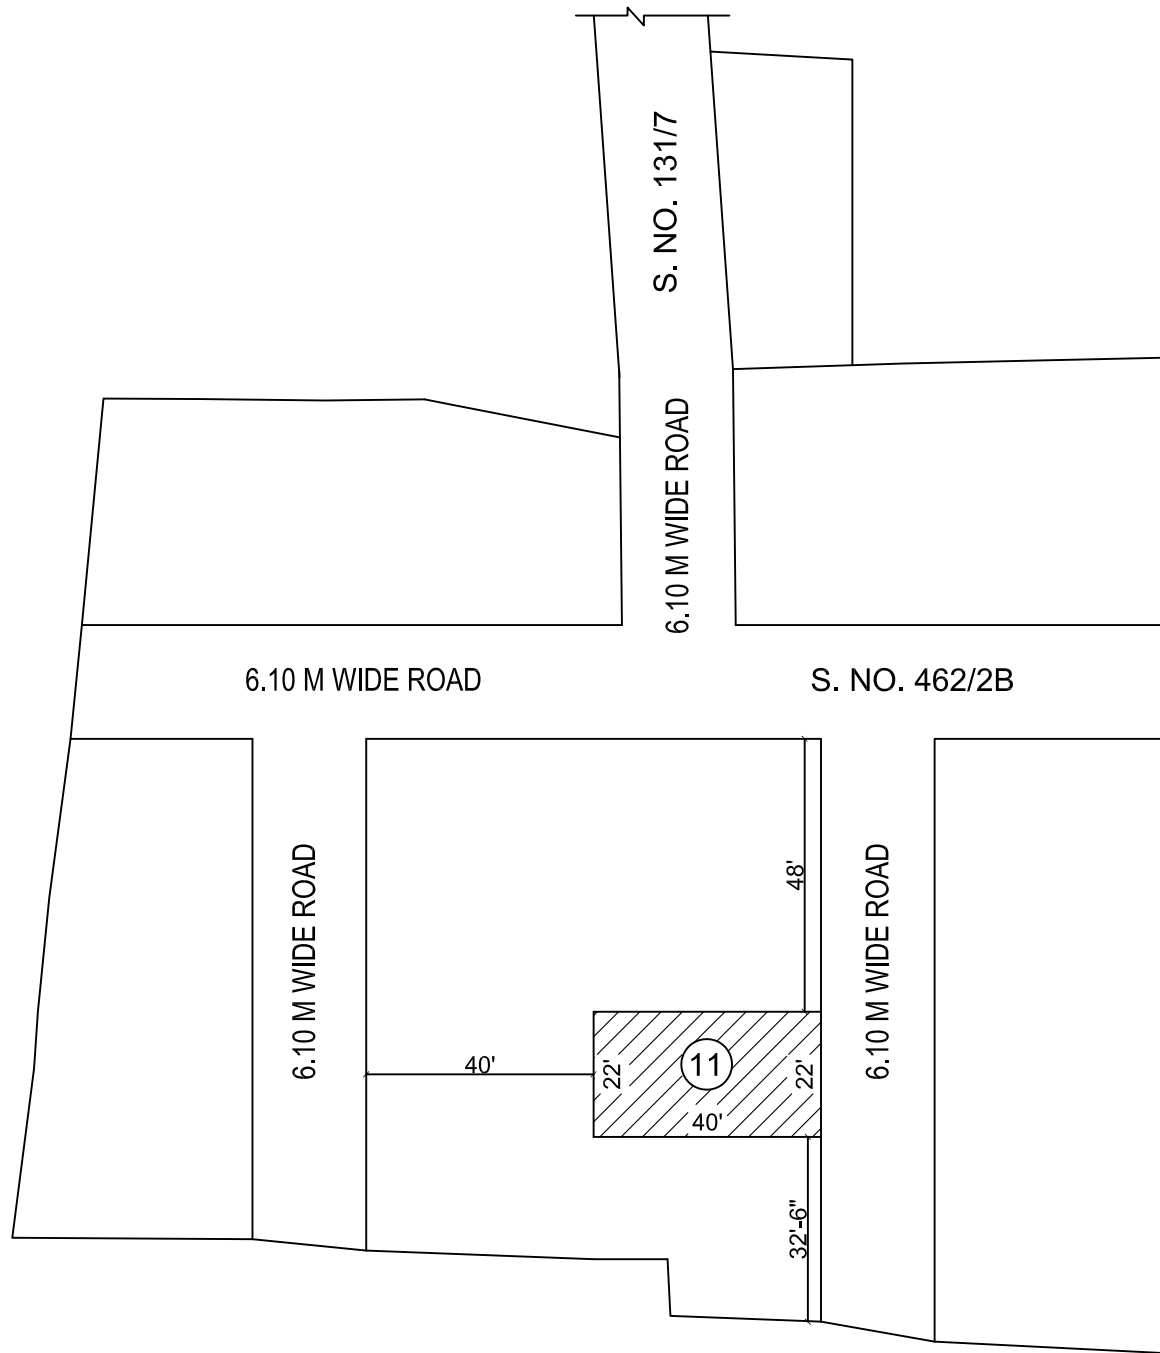 S. NO. 131/7
6.10 M WIDE ROAD
6.10 M WIDE ROAD
S. NO. 462/2B
6.10 M WIDE ROAD
48'
6.10 M WIDE ROAD
40'
22'
11
22'
40'
32'-6"